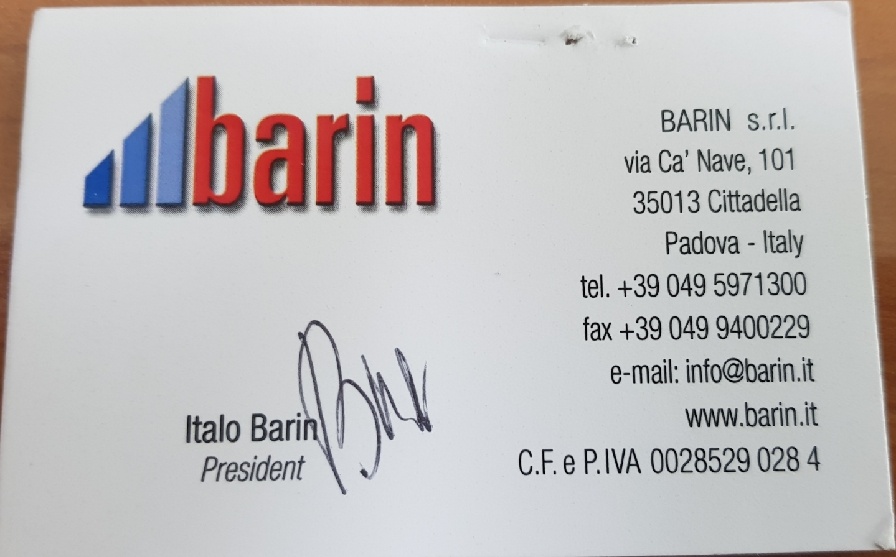 barin
BARIN s.r.l.
via Ca' Nave, 101
35013 Cittadella
Padova - Italy
tel. +39 049 5971300
fax +39 049 9400229
e-mail: info@barin.it
www.barin.it
C.F. e P.IVA 0028529 028 4
Italo Barin
President